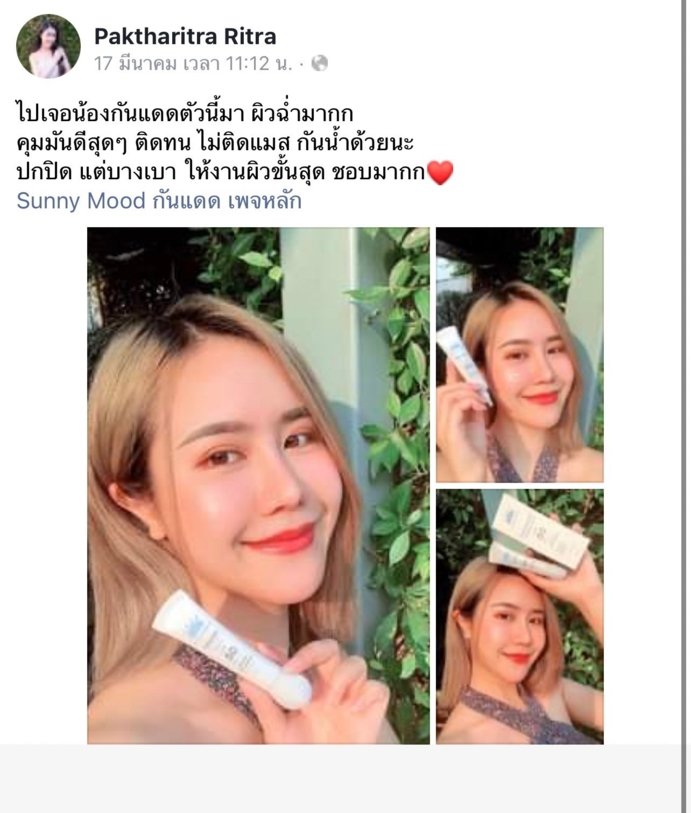 Paktharitra Ritra
17 มีนาคม เวลา 11:12 น. ·
ไปเจอน้องกันแดดตัวนี้มา ผิวฉ่ำมากก
คุมมันดีสุดๆ ติดทน ไม่ติดแมส กันน้ำด้วยนะ
ปกปิด แต่บางเบา ให้งานผิวขั้นสุด ชอบมากก❤️
Sunny Mood กันแดด เพจหลัก
50